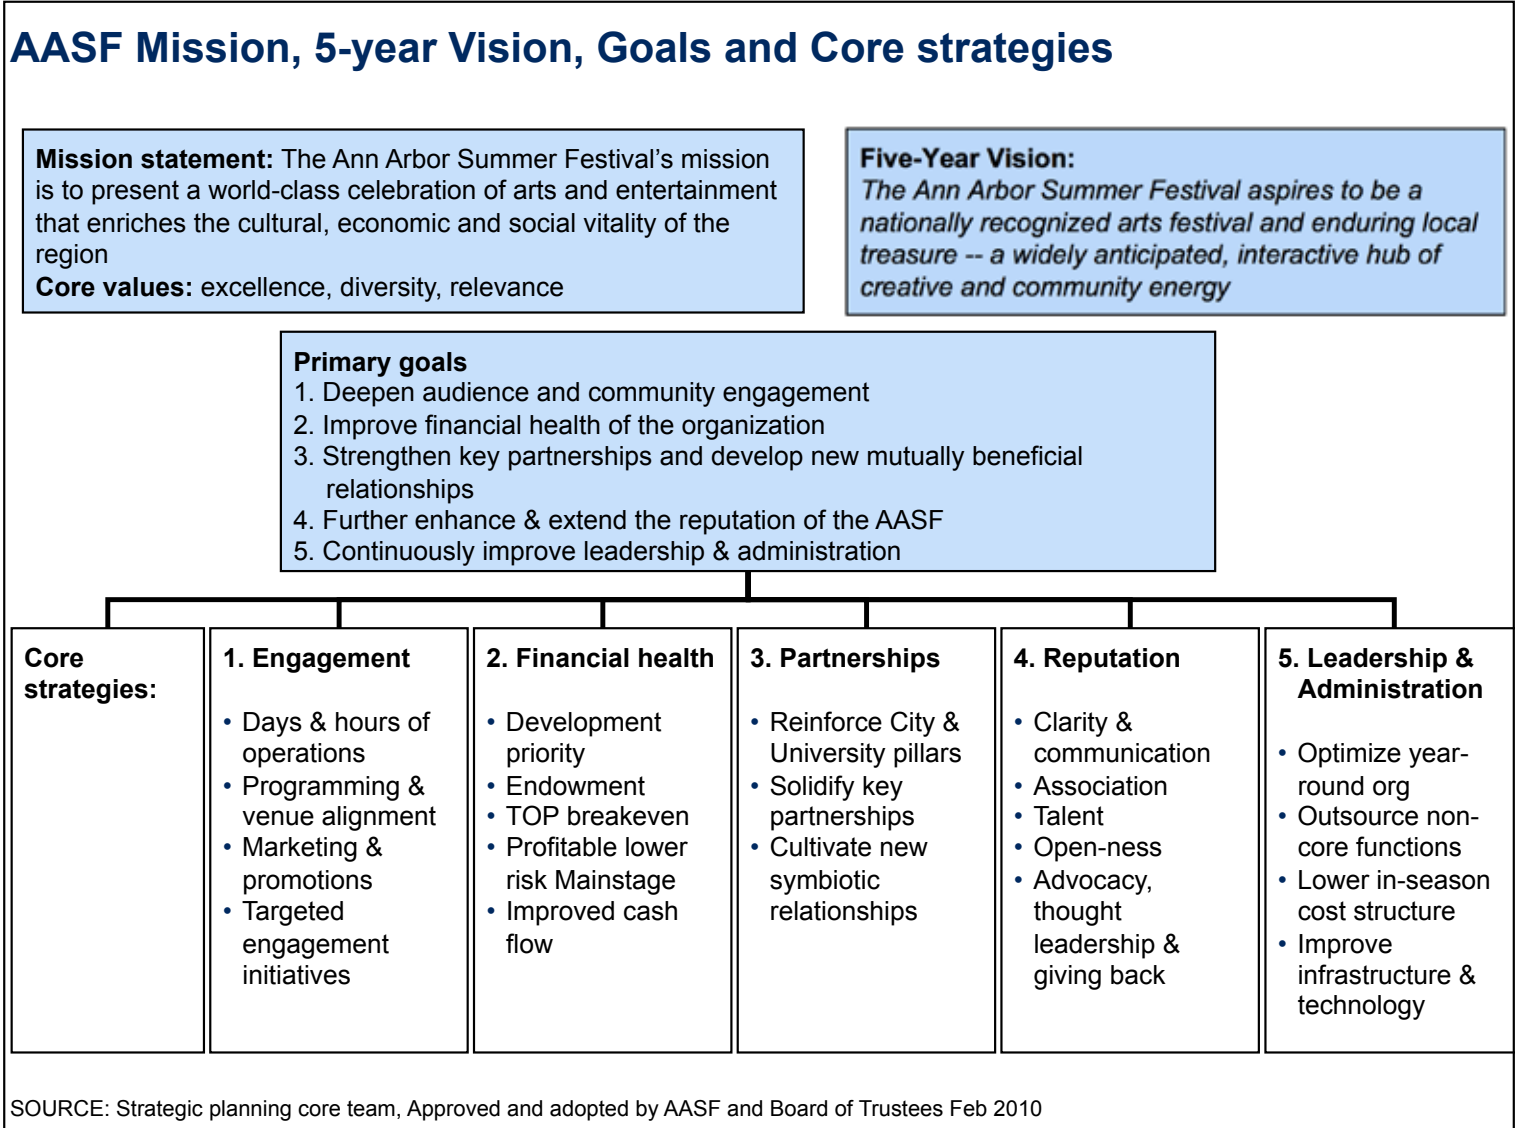 AASF Mission, 5-year Vision, Goals and Core strategies
Mission statement: The Ann Arbor Summer Festival’s mission
is to present a world-class celebration of arts and entertainment
that enriches the cultural, economic and social vitality of the
region
Core values: excellence, diversity, relevance
Five-Year Vision:
The Ann Arbor Summer Festival aspires to be a
nationally recognized arts festival and enduring local
treasure -- a widely anticipated, interactive hub of
creative and community energy
Primary goals
1. Deepen audience and community engagement
2. Improve financial health of the organization
3. Strengthen key partnerships and develop new mutually beneficial
relationships
4. Further enhance & extend the reputation of the AASF
5. Continuously improve leadership & administration
Core
strategies:
1. Engagement
• Days & hours of
operations
• Programming &
venue alignment
• Marketing &
promotions
• Targeted
engagement
initiatives
2. Financial health
• Development
priority
• Endowment
• TOP breakeven
• Profitable lower
risk Mainstage
• Improved cash
flow
3. Partnerships
• Reinforce City &
University pillars
• Solidify key
partnerships
• Cultivate new
symbiotic
relationships
4. Reputation
• Clarity &
communication
• Association
• Talent
• Open-ness
• Advocacy,
thought
leadership &
giving back
5. Leadership &
Administration
• Optimize year-
round org
• Outsource non-
core functions
• Lower in-season
cost structure
• Improve
infrastructure &
technology
SOURCE: Strategic planning core team, Approved and adopted by AASF and Board of Trustees Feb 2010